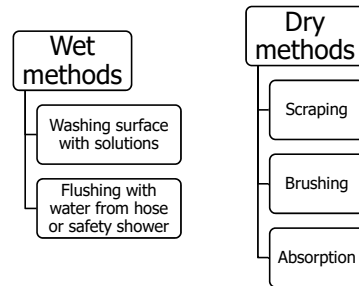 Wet
methods
Washing surface
with solutions
Flushing with
water from hose
or safety shower
Dry
methods
Scraping
Brushing
Absorption